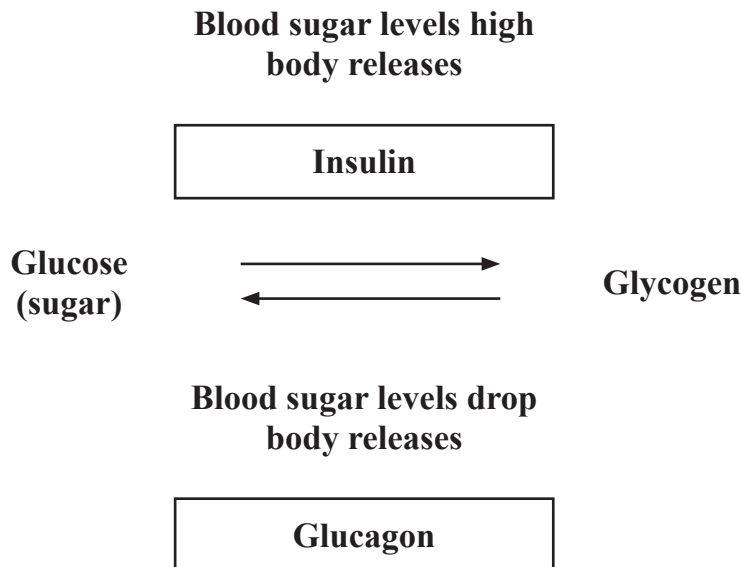 Blood sugar levels high
body releases
Insulin
Glucose
(sugar)
Glycogen
Blood sugar levels drop
body releases
Glucagon